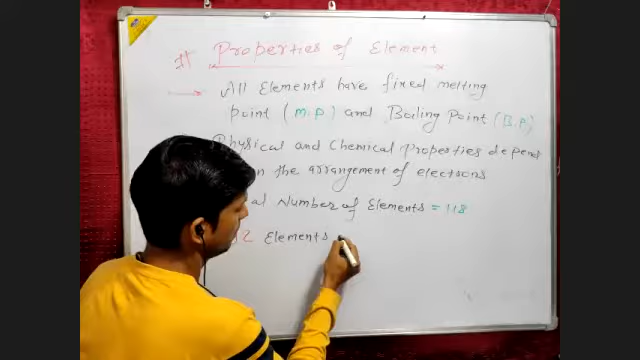 # Properties of Element
All Elements have fixed melting
point (M.P) and Boiling Point (B.P)
Physical and Chemical Properties depend
the arrangement of electrons
Number of Elements = 118
2 Elements